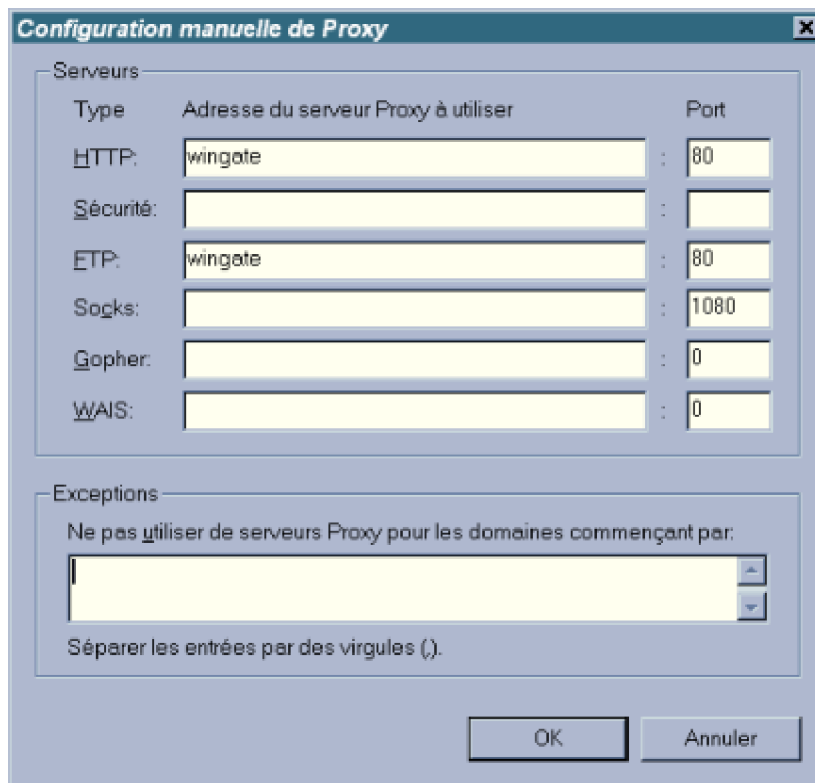 Configuration manuelle de Proxy
Serveurs
Type Adresse du serveur Proxy à utiliser Port
HTTP: wingate : 80
Sécurité: :
FTP: wingate : 80
Socks: : 1080
Gopher: : 0
WAIS: : 0
Exceptions
Ne pas utiliser de serveurs Proxy pour les domaines commençant par:
Séparer les entrées par des virgules (,).
OK Annuler